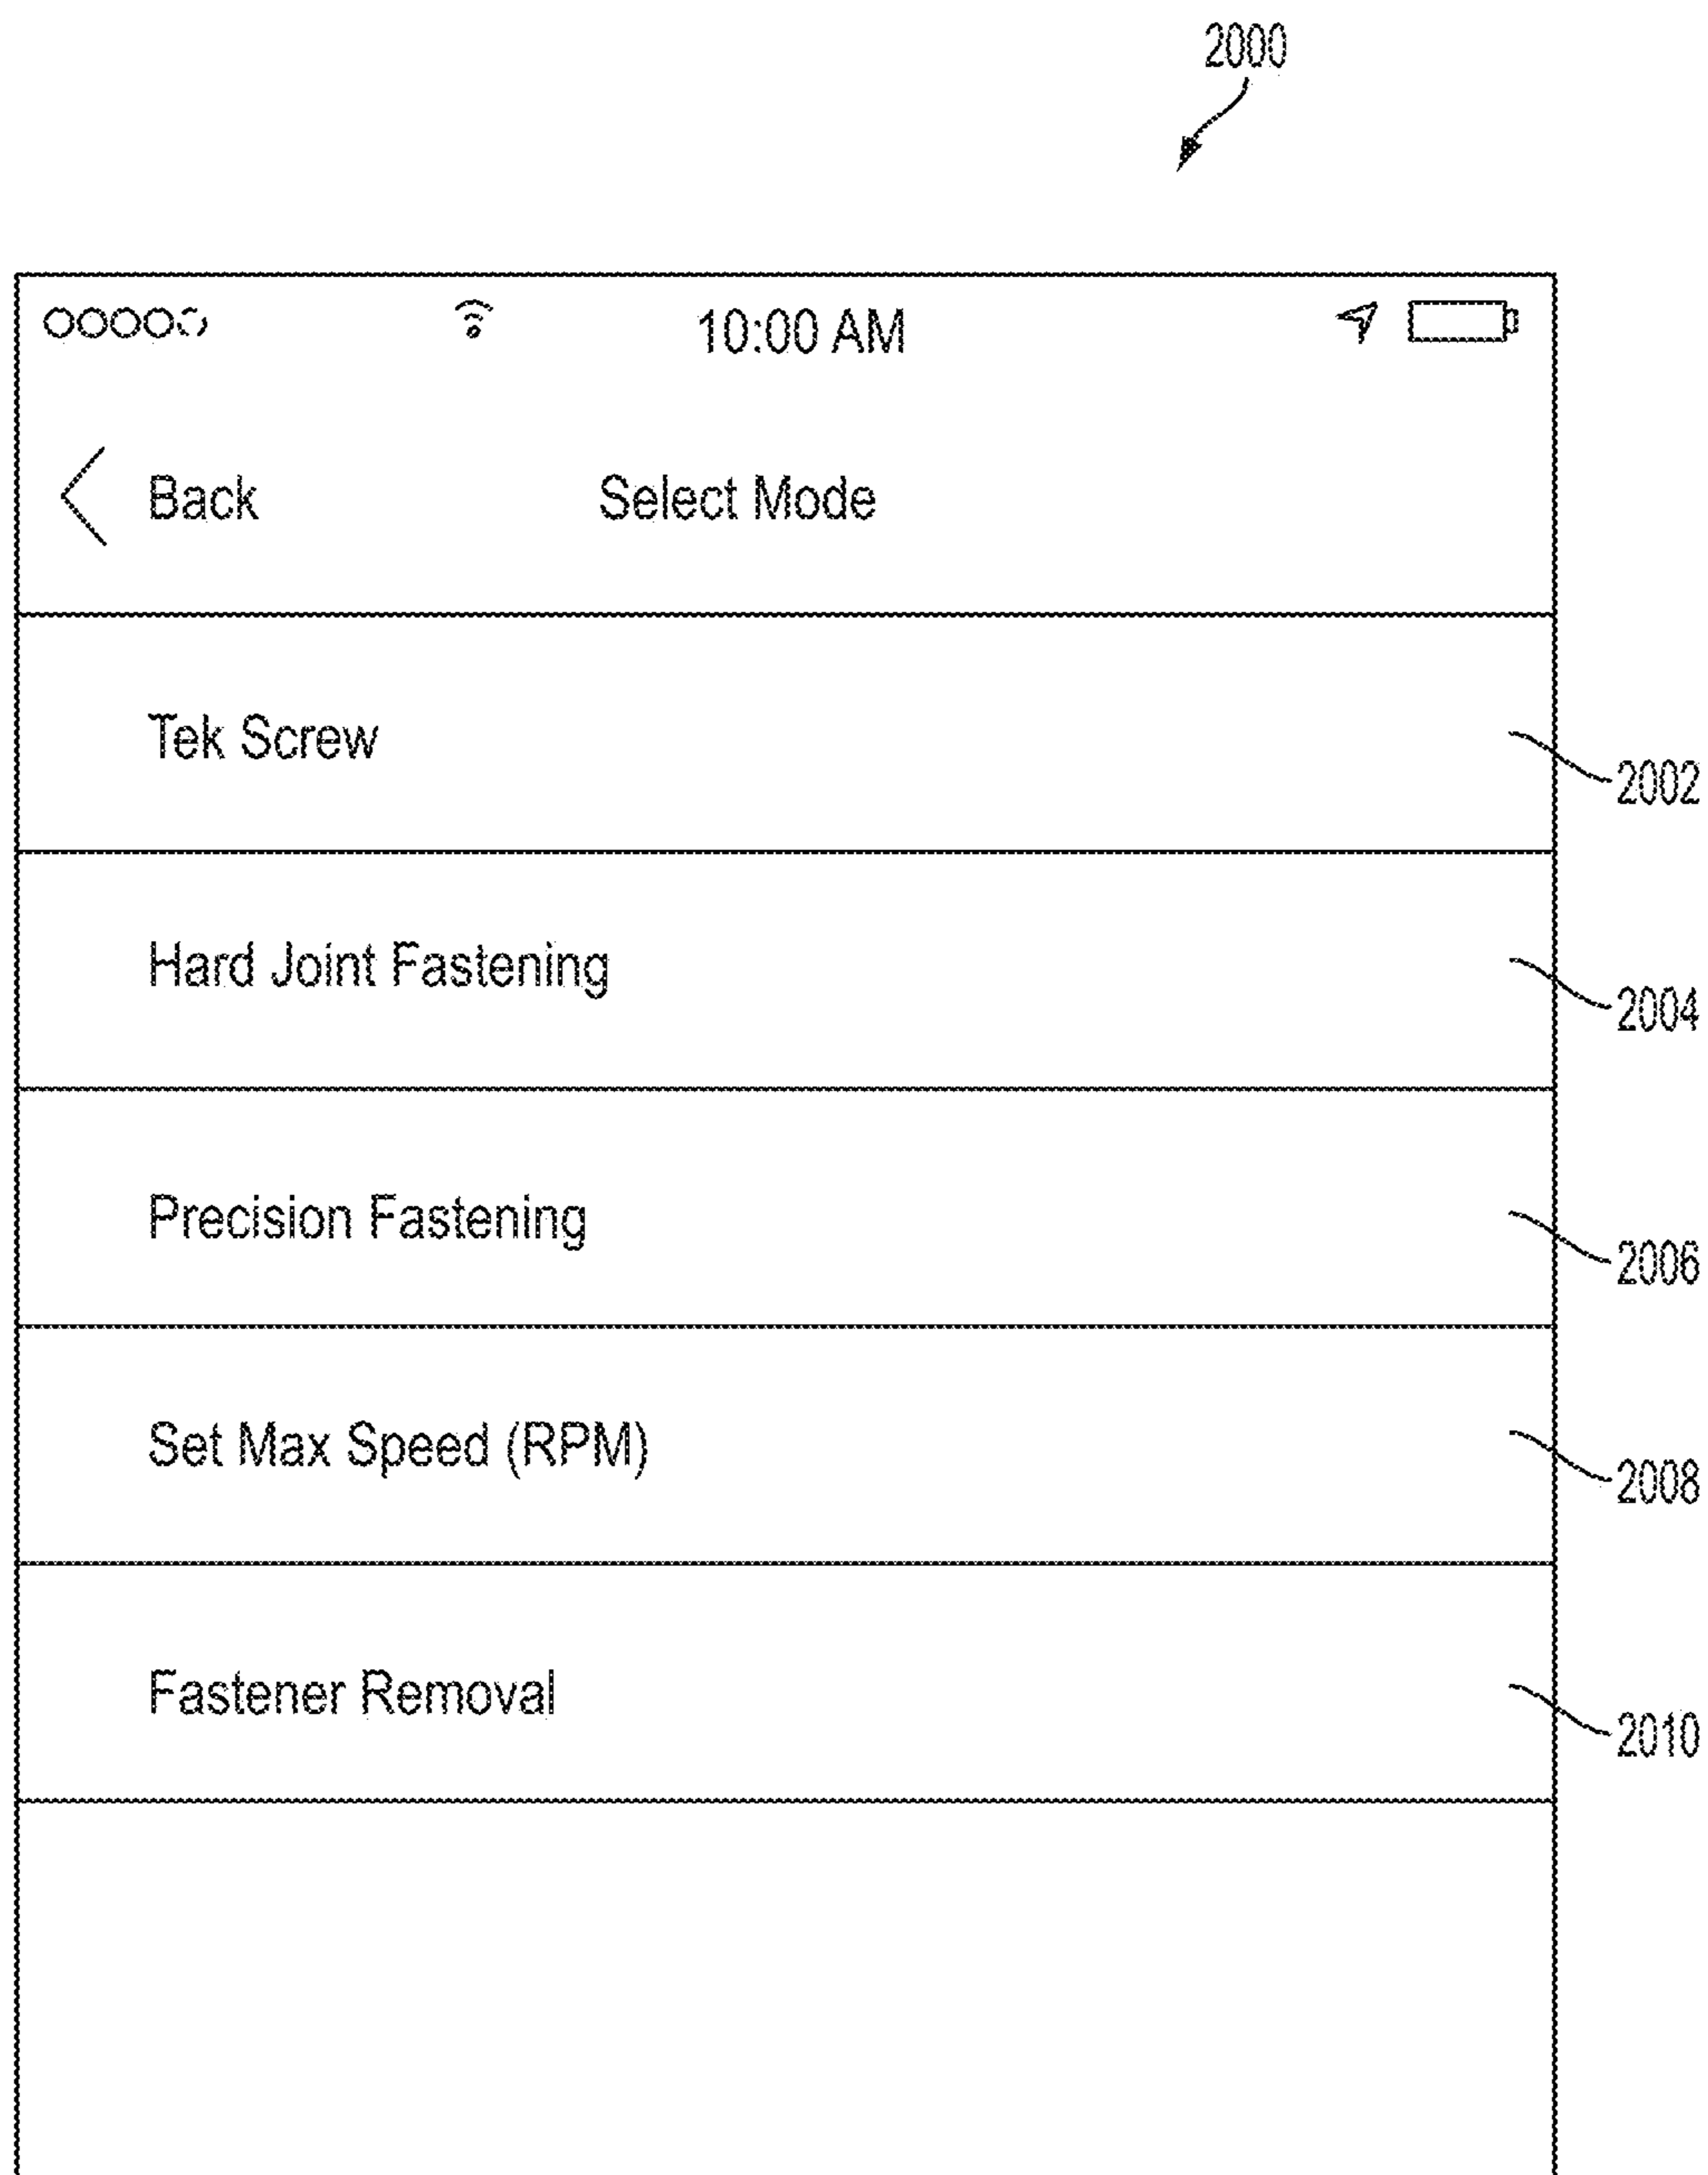 2000
10:00 AM
Back
Select Mode
Tek Screw
2002
Hard Joint Fastening
2004
Precision Fastening
2006
Set Max Speed (RPM)
2008
Fastener Removal
2010